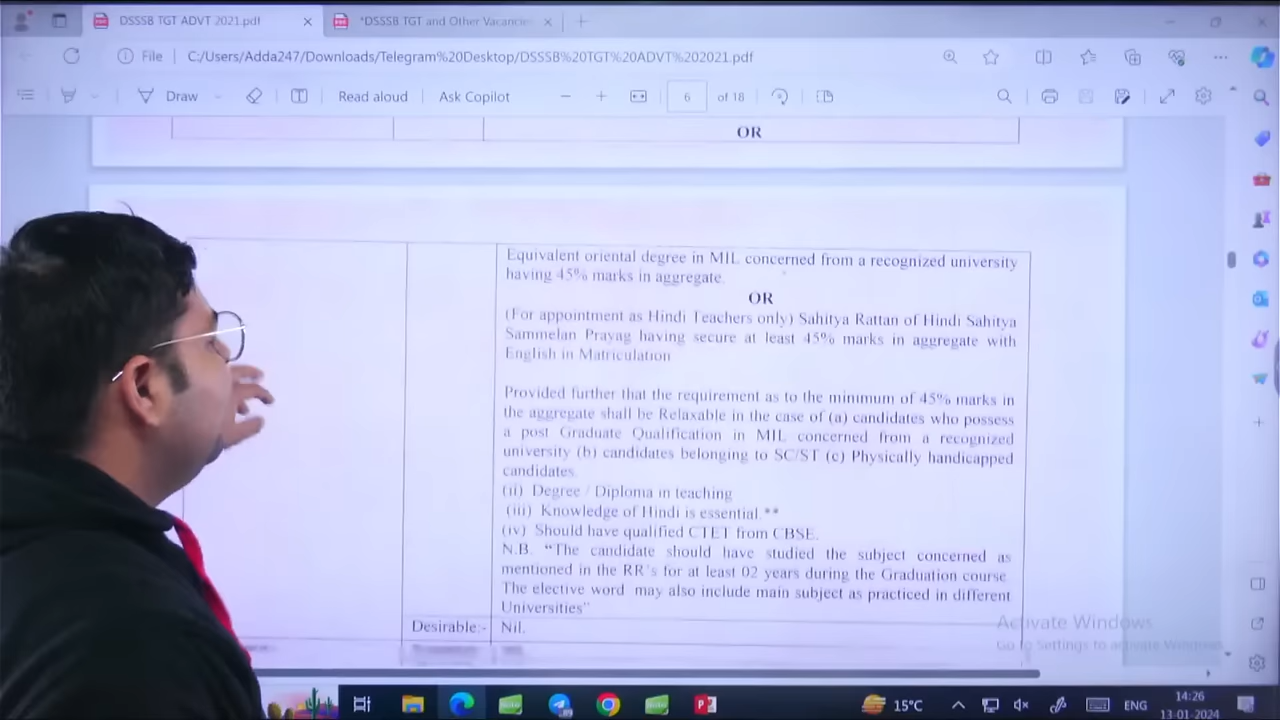 DSSSB TGT ADVT 2021.pdf
*DSSSB TGT and Other Vacancie
File
C:/Users/Adda247/Downloads/Telegram%20Desktop/DSSSB%20TGT%20ADVT%202021.pdf
Draw
Read aloud
Ask Copilot
6
of 18
OR
Equivalent oriental degree in MIL concerned from a recognized university
having 45% marks in aggregate.
OR
(For appointment as Hindi Teachers only) Sahitya Rattan of Hindi Sahitya
Sammelan Prayag having secure at least 45% marks in aggregate with
English in Matriculation
Provided further that the requirement as to the minimum of 45% marks in
the aggregate shall be Relaxable in the case of (a) candidates who possess
a post Graduate Qualification in MIL concerned from a recognized
university (b) candidates belonging to SC/ST (c) Physically handicapped
candidates.
(ii) Degree / Diploma in teaching
(iii) Knowledge of Hindi is essential **
(iv) Should have qualified CTET from CBSE.
N.B. "The candidate should have studied the subject concerned as
mentioned in the RR's for at least 02 years during the Graduation course.
The elective word may also include main subject as practiced in different
Universities"
Desirable:- Nil.
Activate Windows
Go to Settings to activate Windows.
15°C
ENG
14:26
13-01-2024